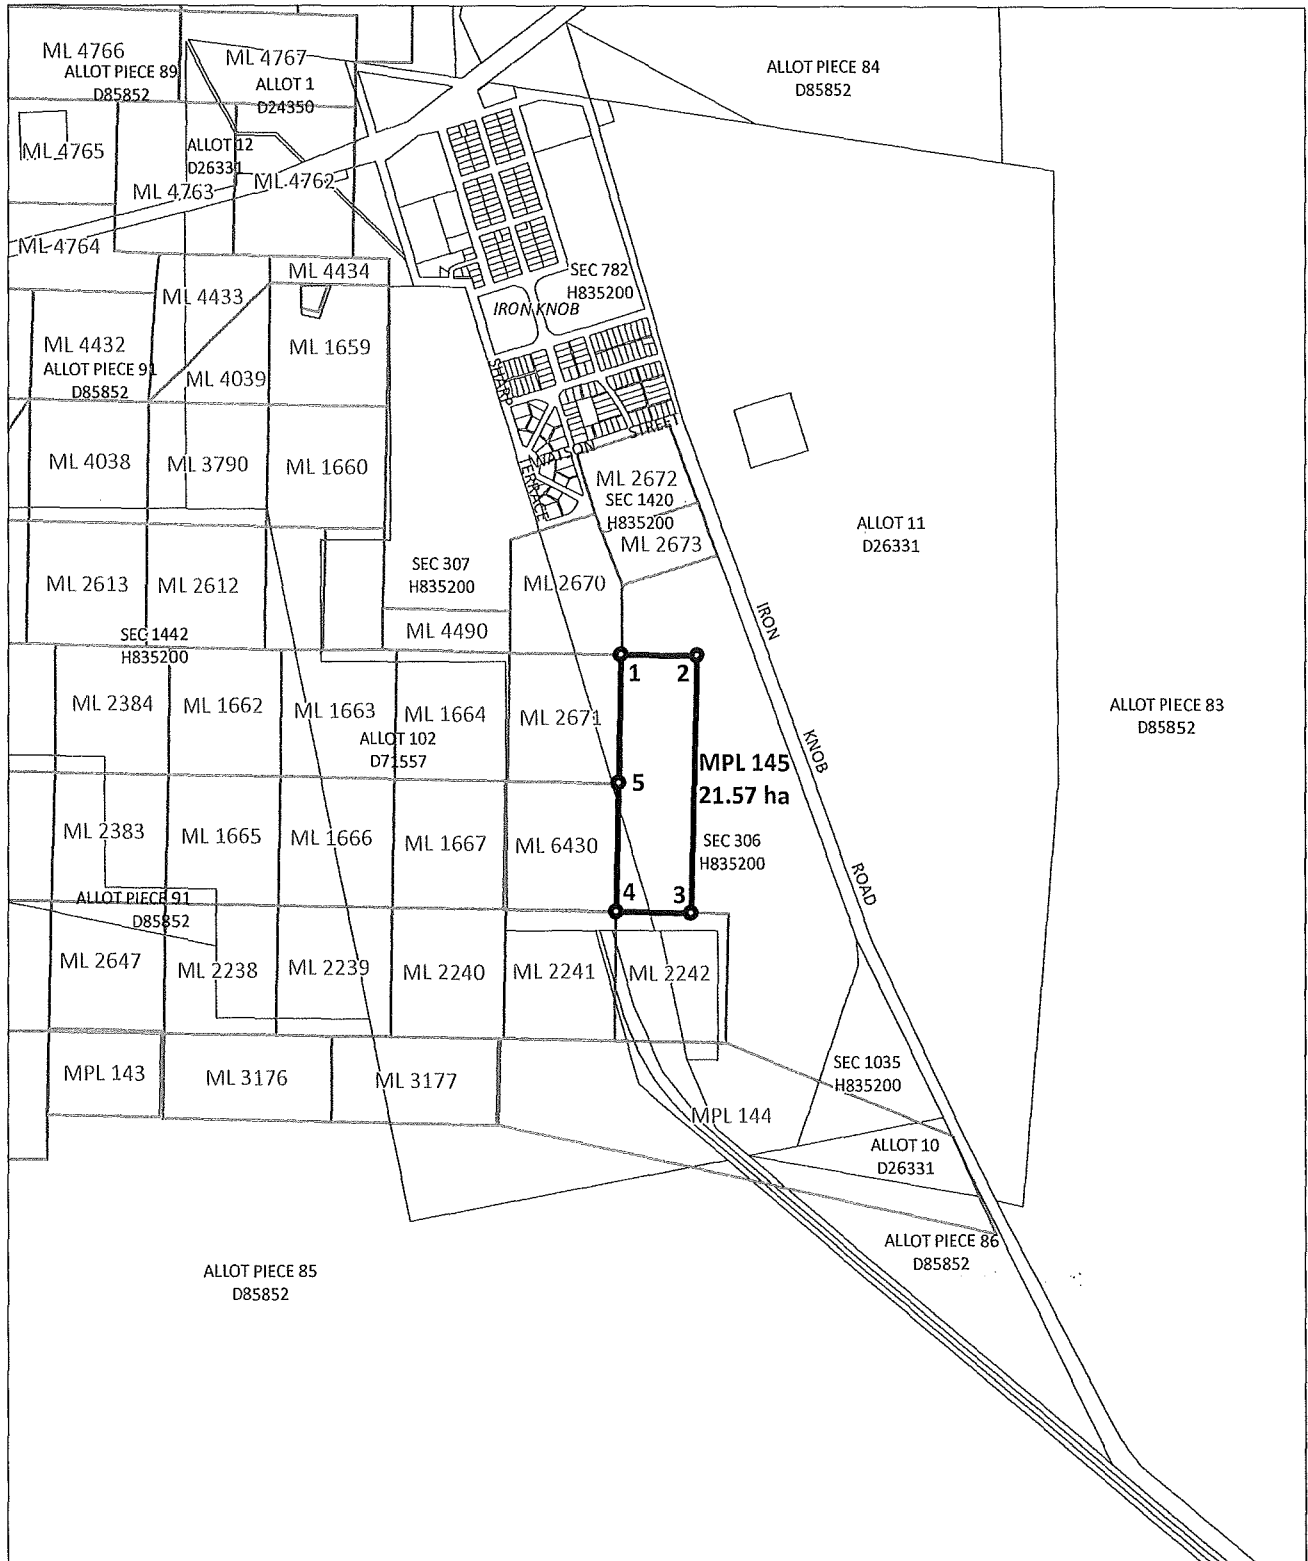 ML 4766
ALLOT PIECE 89
D85852
ML 4767
ALLOT 1
D24350
ALLOT PIECE 84
D85852
ML 4765
ALLOT 12
D26331
ML 4763
ML 4762
ML 4764
ML 4434
SEC 782
H835200
IRON KNOB
ML 4433
ML 4432
ALLOT PIECE 91
D85852
ML 1659
ML 4039
SHARP
TERRACE
WATSON
STREET
ML 4038
ML 3790
ML 1660
ML 2672
SEC 1420
H835200
ML 2673
ALLOT 11
D26331
ML 2613
ML 2612
SEC 307
H835200
ML 2670
ML 4490
SEC 1442
H835200
IRON
KNOB
ROAD
1
2
ML 2384
ML 1662
ML 1663
ML 1664
ML 2671
ALLOT 102
D71557
ALLOT PIECE 83
D85852
MPL 145
21.57 ha
5
ML 2383
ML 1665
ML 1666
ML 1667
ML 6430
SEC 306
H835200
4
3
ALLOT PIECE 91
D85852
ML 2647
ML 2238
ML 2239
ML 2240
ML 2241
ML 2242
MPL 143
ML 3176
ML 3177
SEC 1035
H835200
MPL 144
ALLOT 10
D26331
ALLOT PIECE 86
D85852
ALLOT PIECE 85
D85852